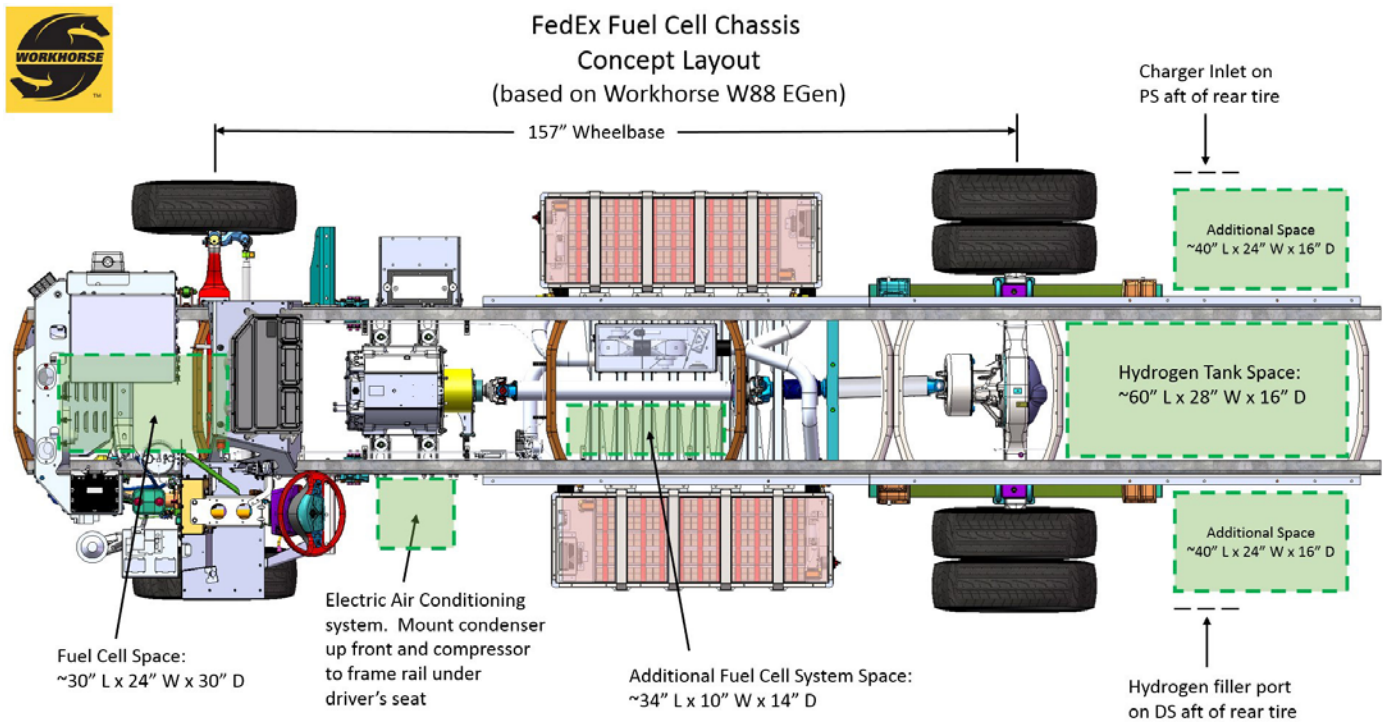 WORKHORSE
TM
FedEx Fuel Cell Chassis
Concept Layout
(based on Workhorse W88 EGen)
157” Wheelbase
Charger Inlet on
PS aft of rear tire
Additional Space
~40” L x 24” W x 16” D
Hydrogen Tank Space:
~60” L x 28” W x 16” D
Additional Space
~40” L x 24” W x 16” D
Fuel Cell Space:
~30” L x 24” W x 30” D
Electric Air Conditioning
system. Mount condenser
up front and compressor
to frame rail under
driver’s seat
Additional Fuel Cell System Space:
~34” L x 10” W x 14” D
Hydrogen filler port
on DS aft of rear tire